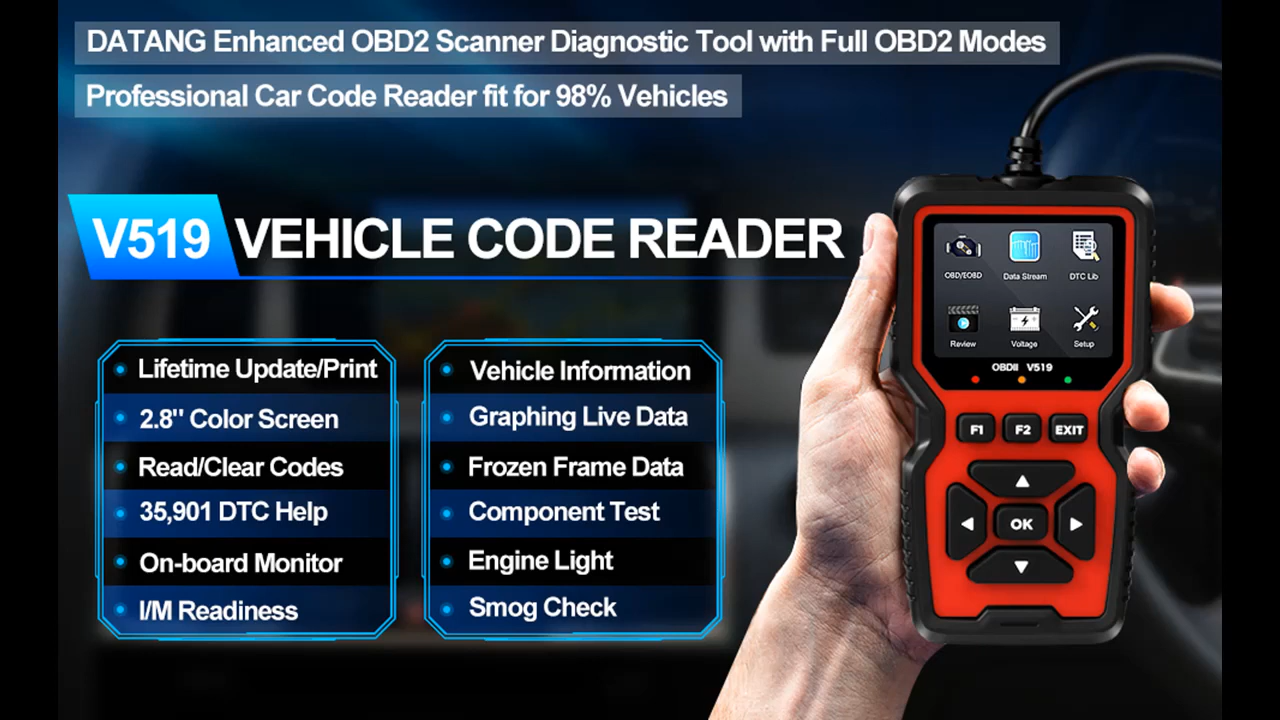 DATANG Enhanced OBD2 Scanner Diagnostic Tool with Full OBD2 Modes
Professional Car Code Reader fit for 98% Vehicles
V519 VEHICLE CODE READER
Lifetime Update/Print
2.8" Color Screen
Read/Clear Codes
35,901 DTC Help
On-board Monitor
I/M Readiness
Vehicle Information
Graphing Live Data
Frozen Frame Data
Component Test
Engine Light
Smog Check
OBD/EOBD Data Stream DTC Lib
Review Voltage Setup
OBDII V519
F1 F2 EXIT
OK